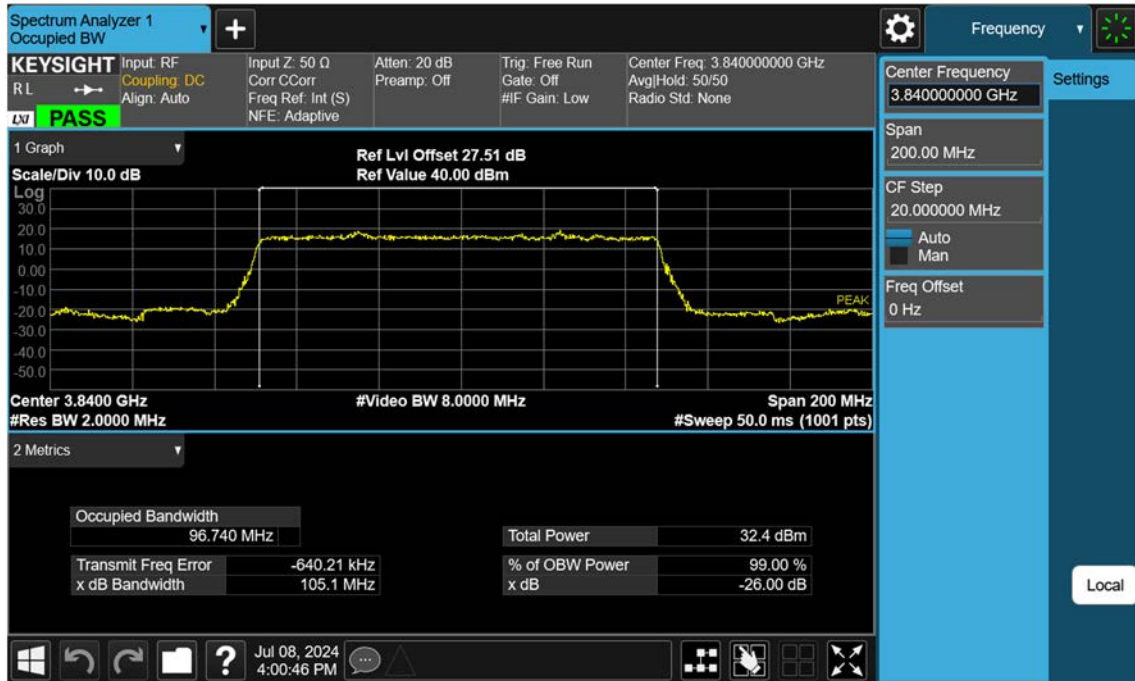 Spectrum Analyzer 1
Occupied BW
+
Frequency
KEYSIGHT
R L
LXI
PASS
Input: RF
Coupling: DC
Align: Auto
Input Z: 50 Ω
Corr CCorr
Freq Ref: Int (S)
NFE: Adaptive
Atten: 20 dB
Preamp: Off
Trig: Free Run
Gate: Off
#IF Gain: Low
Center Freq: 3.840000000 GHz
Avg|Hold: 50/50
Radio Std: None
1 Graph
Scale/Div 10.0 dB
Ref Lvl Offset 27.51 dB
Ref Value 40.00 dBm
Log
30.0
20.0
10.0
0.00
-10.0
-20.0
-30.0
-40.0
-50.0
PEAK
Center 3.8400 GHz
#Video BW 8.0000 MHz
Span 200 MHz
#Res BW 2.0000 MHz
#Sweep 50.0 ms (1001 pts)
2 Metrics
Occupied Bandwidth
96.740 MHz
Transmit Freq Error -640.21 kHz
x dB Bandwidth 105.1 MHz
Total Power 32.4 dBm
% of OBW Power 99.00 %
x dB -26.00 dB
Center Frequency
3.840000000 GHz
Settings
Span
200.00 MHz
CF Step
20.000000 MHz
Auto
Man
Freq Offset
0 Hz
Local
?
Jul 08, 2024
4:00:46 PM